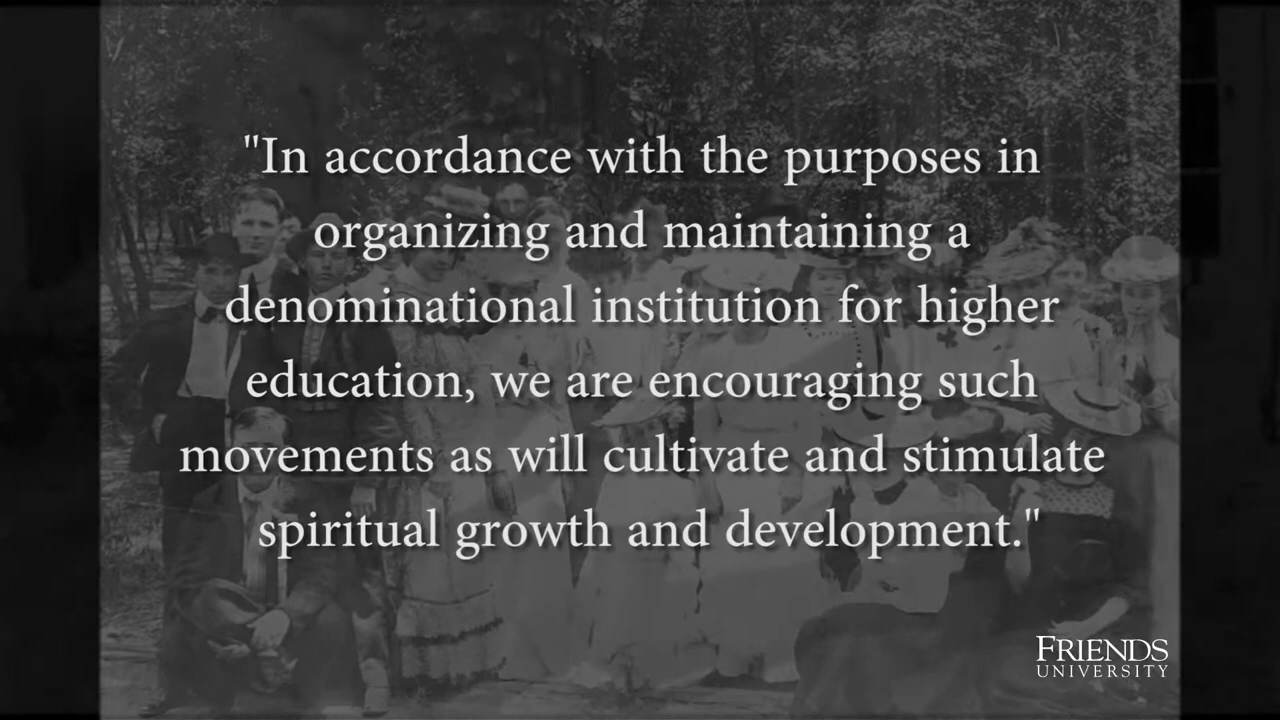 "In accordance with the purposes in
organizing and maintaining a
denominational institution for higher
education, we are encouraging such
movements as will cultivate and stimulate
spiritual growth and development."
FRIENDS
UNIVERSITY